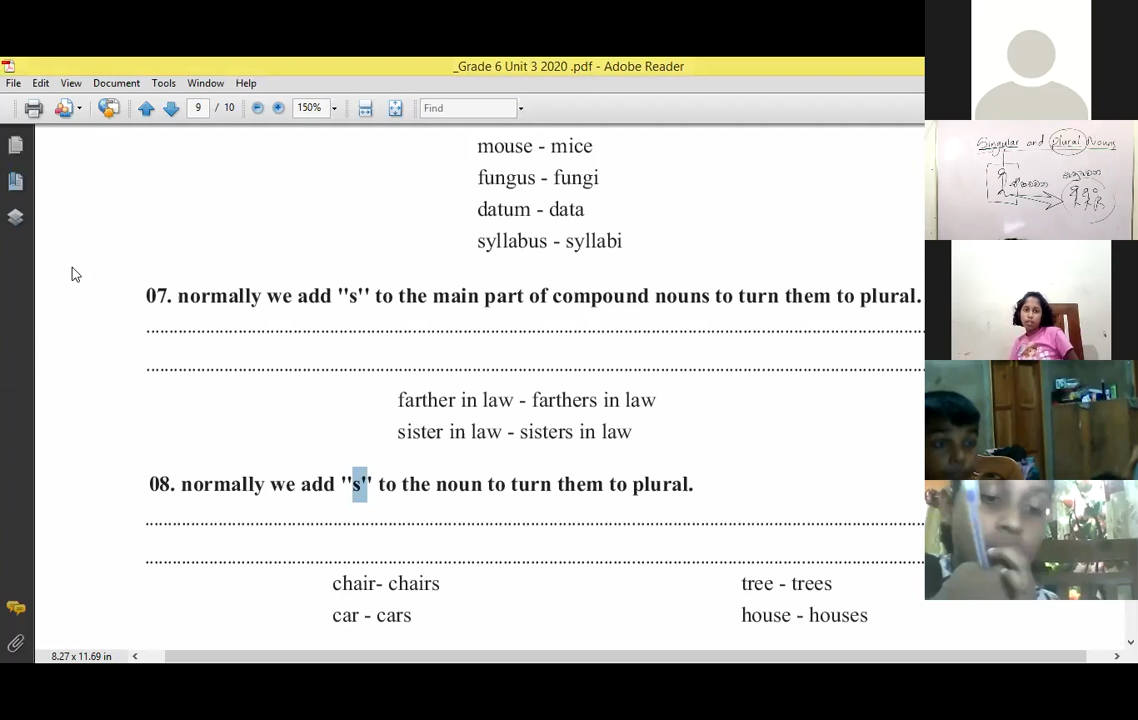 _Grade 6 Unit 3 2020 .pdf - Adobe Reader
File Edit View Document Tools Window Help
9 / 10 150% Find
mouse - mice
fungus - fungi
datum - data
syllabus - syllabi
07. normally we add "s" to the main part of compound nouns to turn them to plural.
farther in law - farthers in law
sister in law - sisters in law
08. normally we add "s" to the noun to turn them to plural.
chair- chairs tree - trees
car - cars house - houses
8.27 x 11.69 in
Singular and Plural Nouns